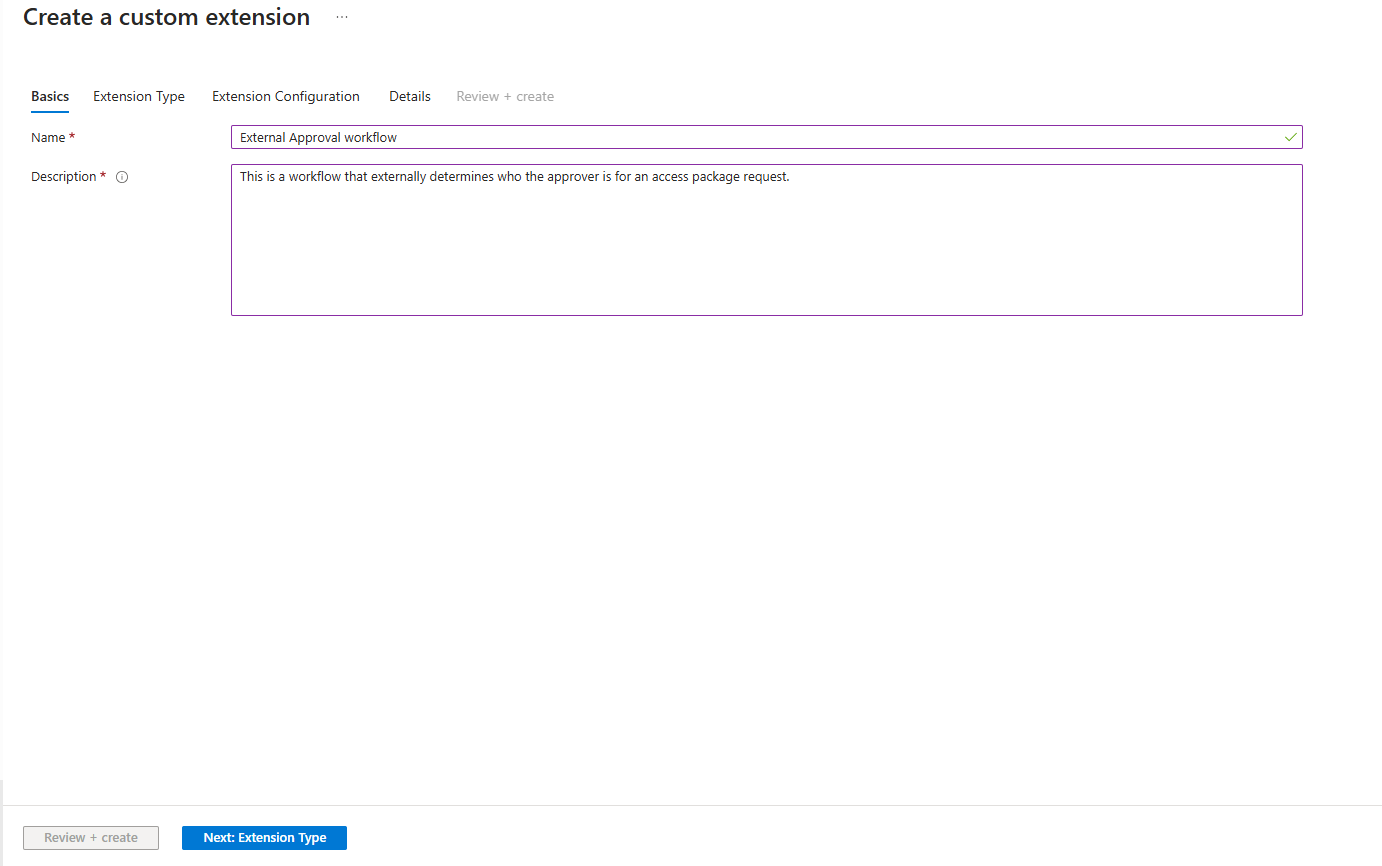 Create a custom extension ...
Basics Extension Type Extension Configuration Details Review + create
Name * External Approval workflow
Description * This is a workflow that externally determines who the approver is for an access package request.
Review + create Next: Extension Type